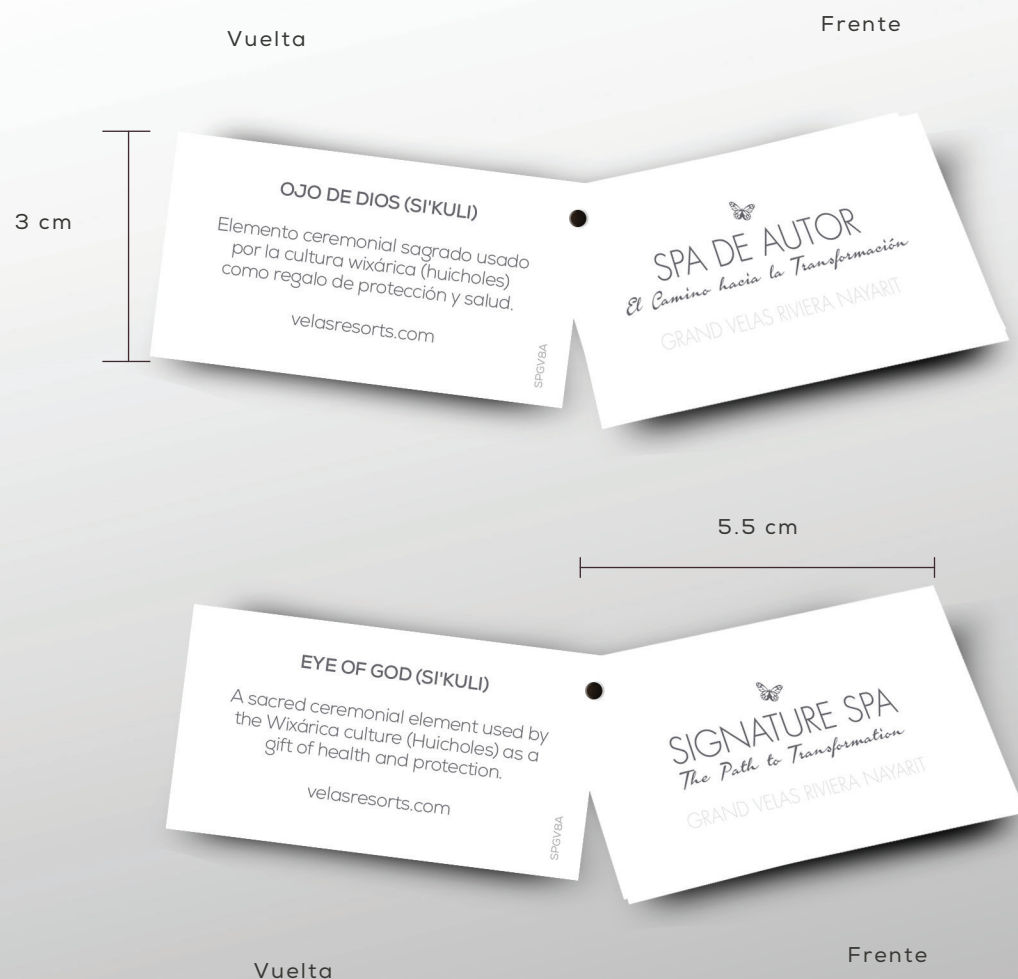 Vuelta
Frente
3 cm
OJO DE DIOS (SI'KULI)
Elemento ceremonial sagrado usado
por la cultura wixárica (huicholes)
como regalo de protección y salud.
velasresorts.com
SPGVBA
SPA DE AUTOR
El Camino hacia la Transformación
GRAND VELAS RIVIERA NAYARIT
5.5 cm
EYE OF GOD (SI'KULI)
A sacred ceremonial element used by
the Wixárica culture (Huicholes) as a
gift of health and protection.
velasresorts.com
SPGVBA
SIGNATURE SPA
The Path to Transformation
GRAND VELAS RIVIERA NAYARIT
Vuelta
Frente